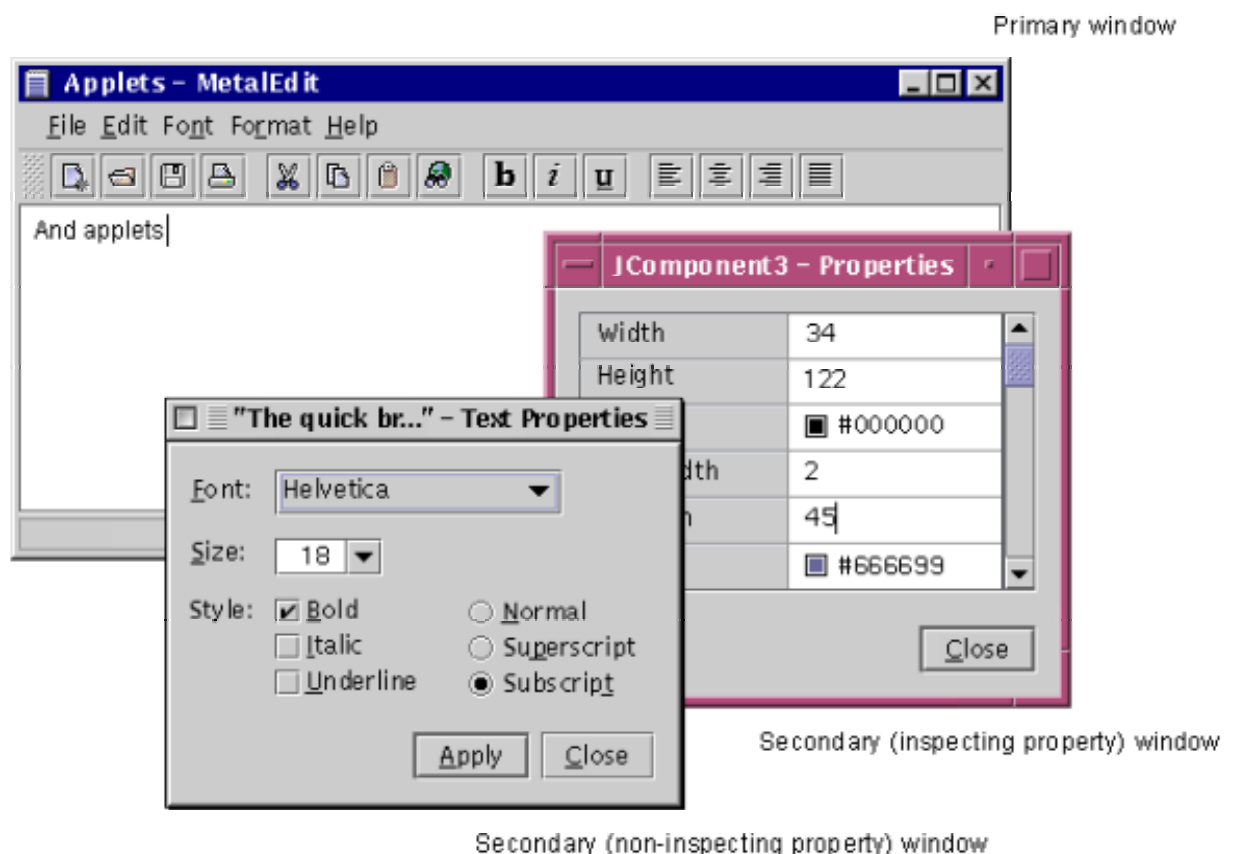 Primary window
Applets – MetalEdit
File Edit Font Format Help
b i u
And applets
JComponent3 – Properties
Width 34
Height 122
#000000
2
45
#666699
Close
"The quick br..." – Text Properties
Font: Helvetica
Size: 18
Style: Bold Normal
Italic Superscript
Underline Subscript
Apply Close
Secondary (inspecting property) window
Secondary (non-inspecting property) window